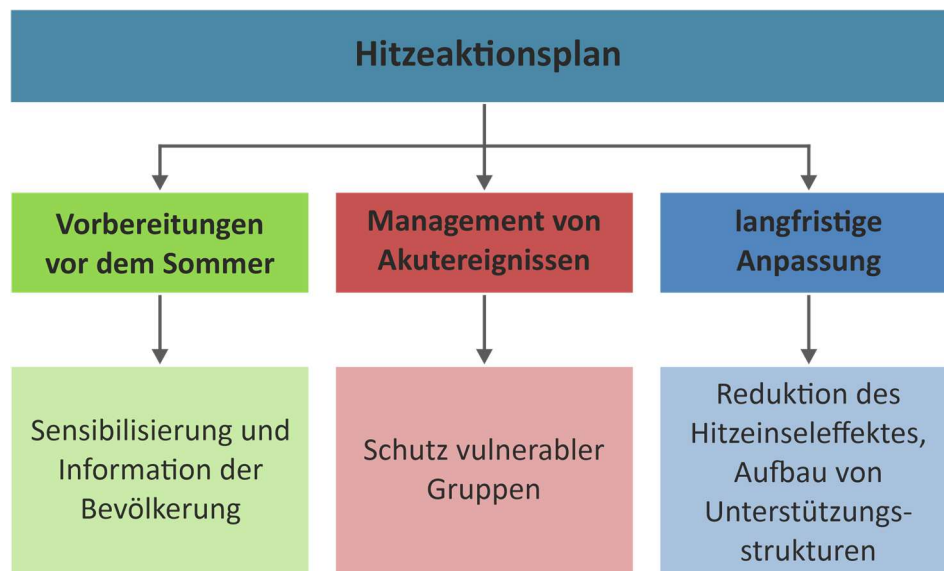 Hitzeaktionsplan
Vorbereitungen
vor dem Sommer
Management von
Akutereignissen
langfristige
Anpassung
Sensibilisierung und
Information der
Bevölkerung
Schutz vulnerabler
Gruppen
Reduktion des
Hitzeinseleffektes,
Aufbau von
Unterstützungs-
strukturen